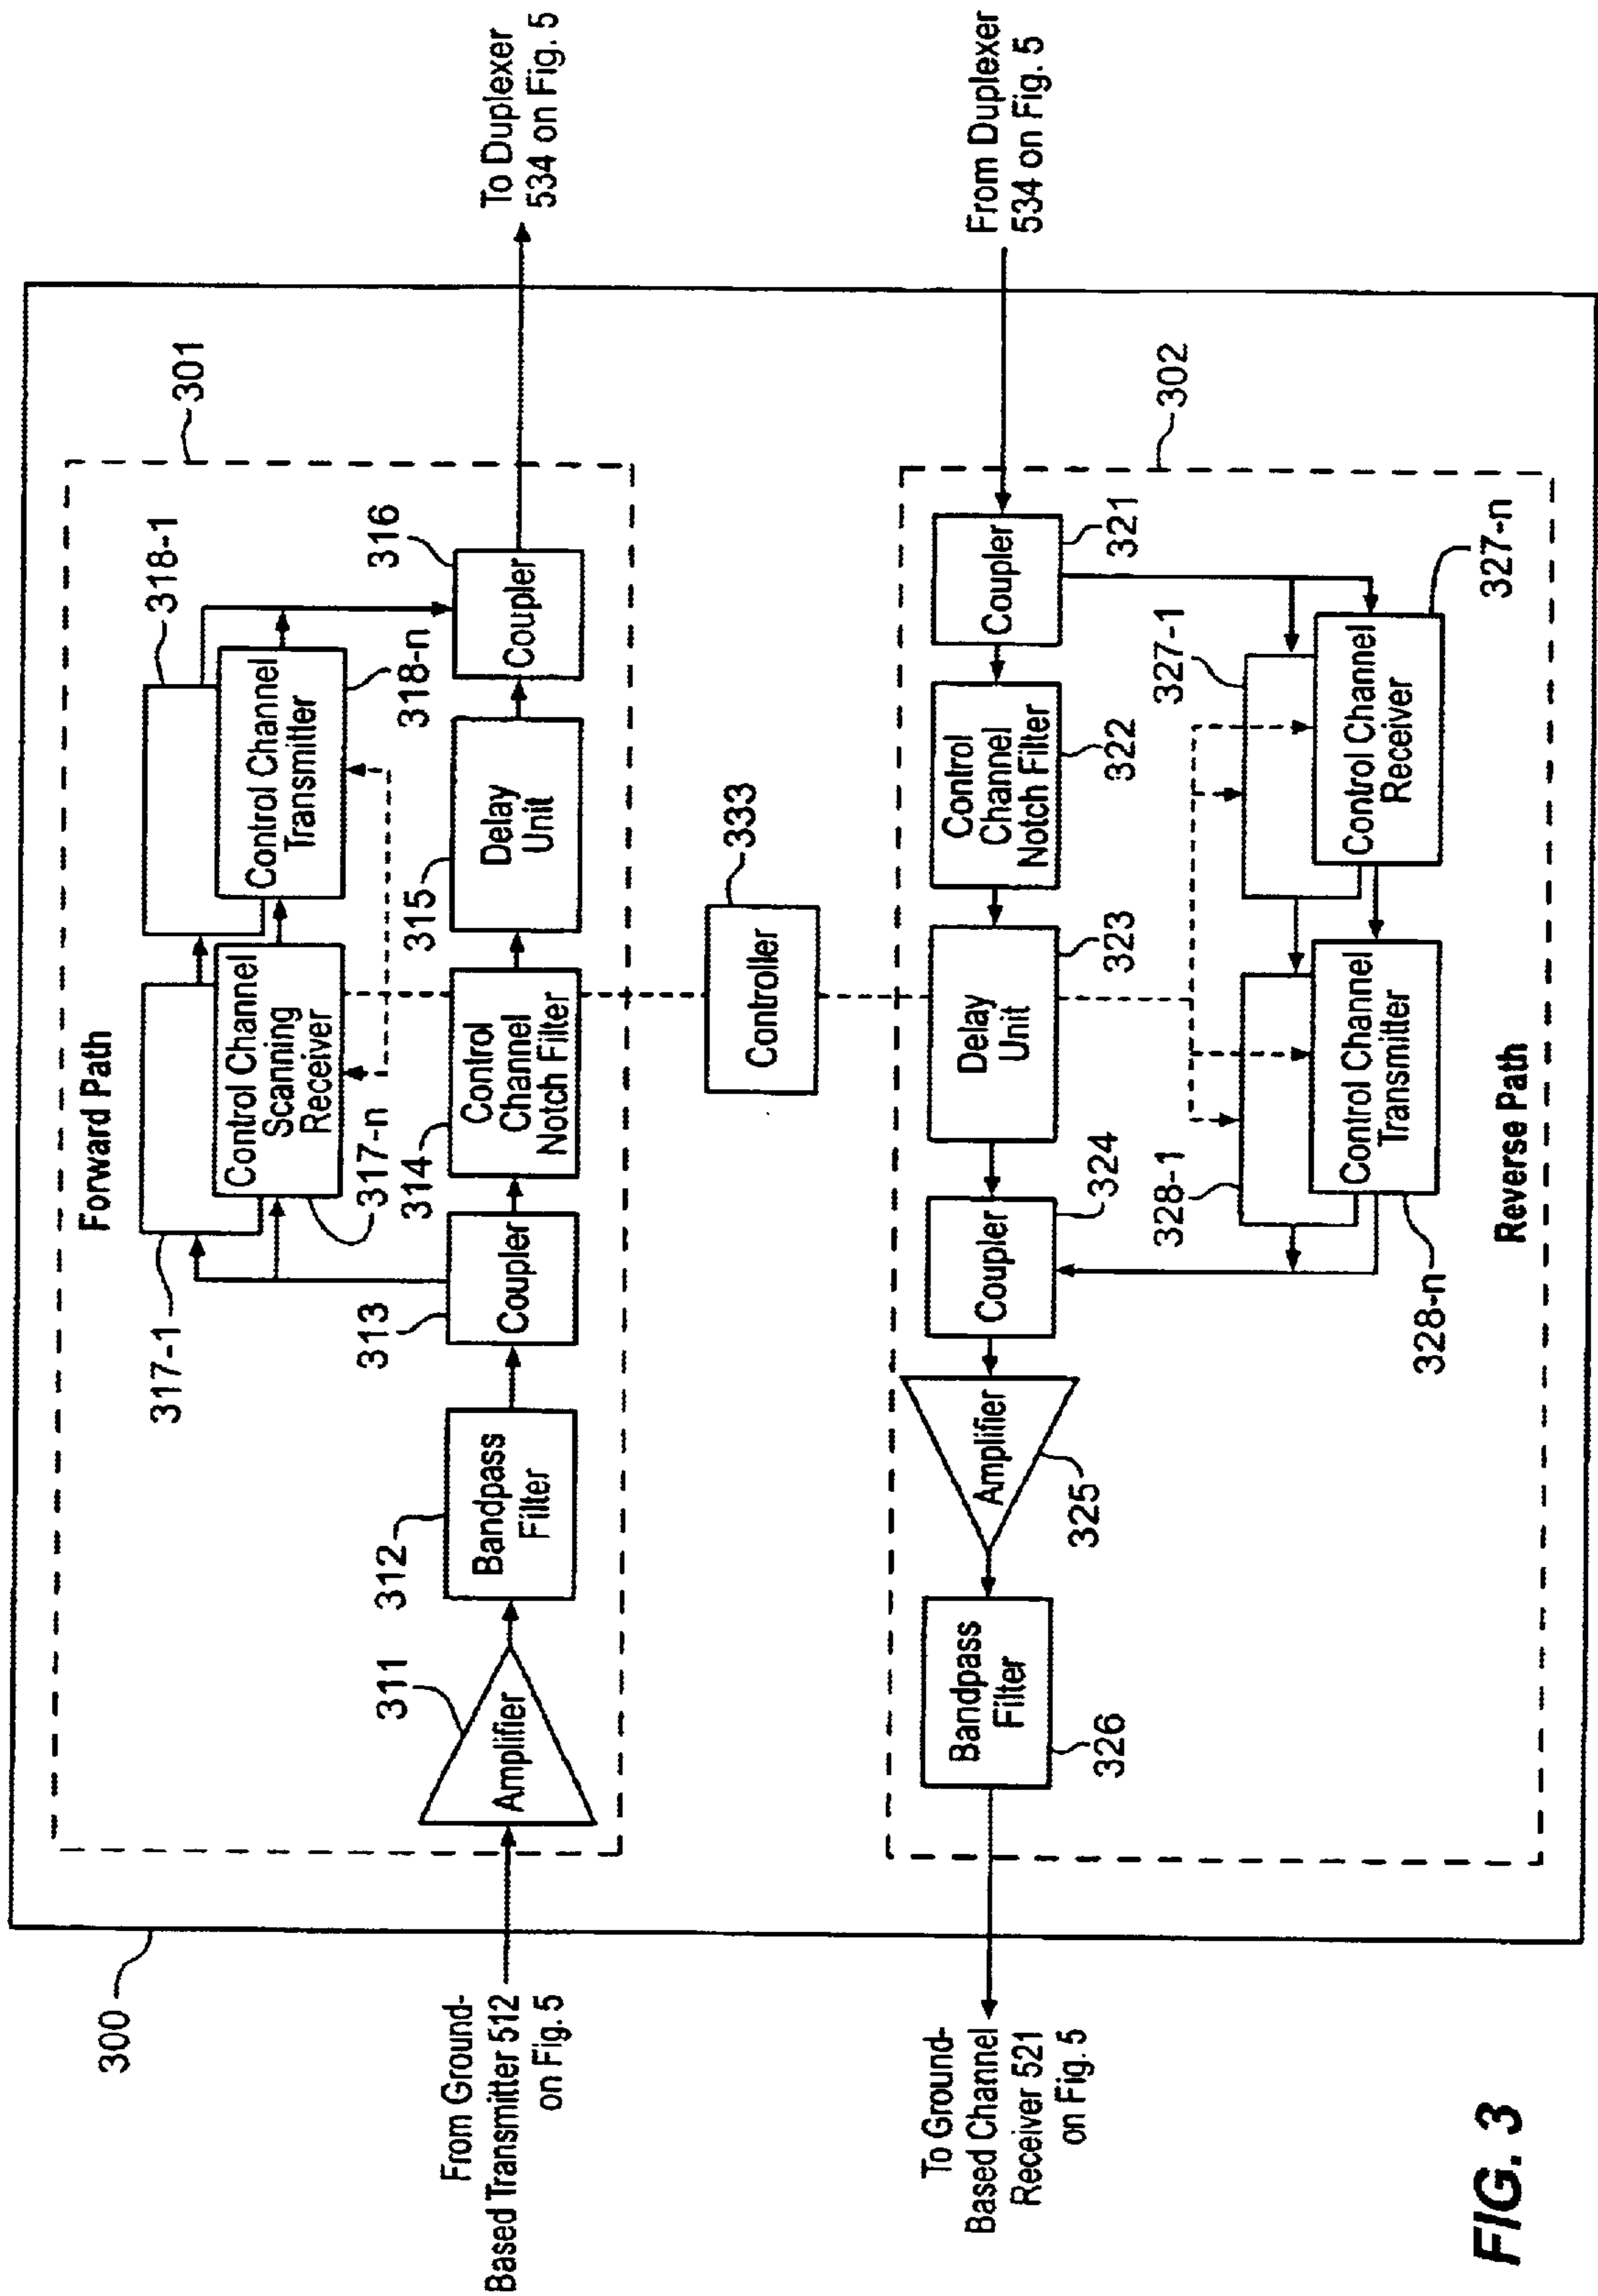 300
301
Forward Path
317-1
318-1
Control Channel
Scanning
Receiver
317-n
Control Channel
Transmitter
318-n
From Ground-
Based Transmitter 512
on Fig. 5
311
Amplifier
312
Bandpass
Filter
313
Coupler
314
Control
Channel
Notch Filter
315
Delay
Unit
316
Coupler
To Duplexer
534 on Fig. 5
Controller
333
To Ground-
Based Channel
Receiver 521
on Fig. 5
Bandpass
Filter
326
Amplifier
325
Coupler
324
Delay
Unit
323
Control
Channel
Notch Filter
322
Coupler
321
302
From Duplexer
534 on Fig. 5
328-1
327-1
Control Channel
Transmitter
328-n
Control Channel
Receiver
327-n
Reverse Path
FIG. 3